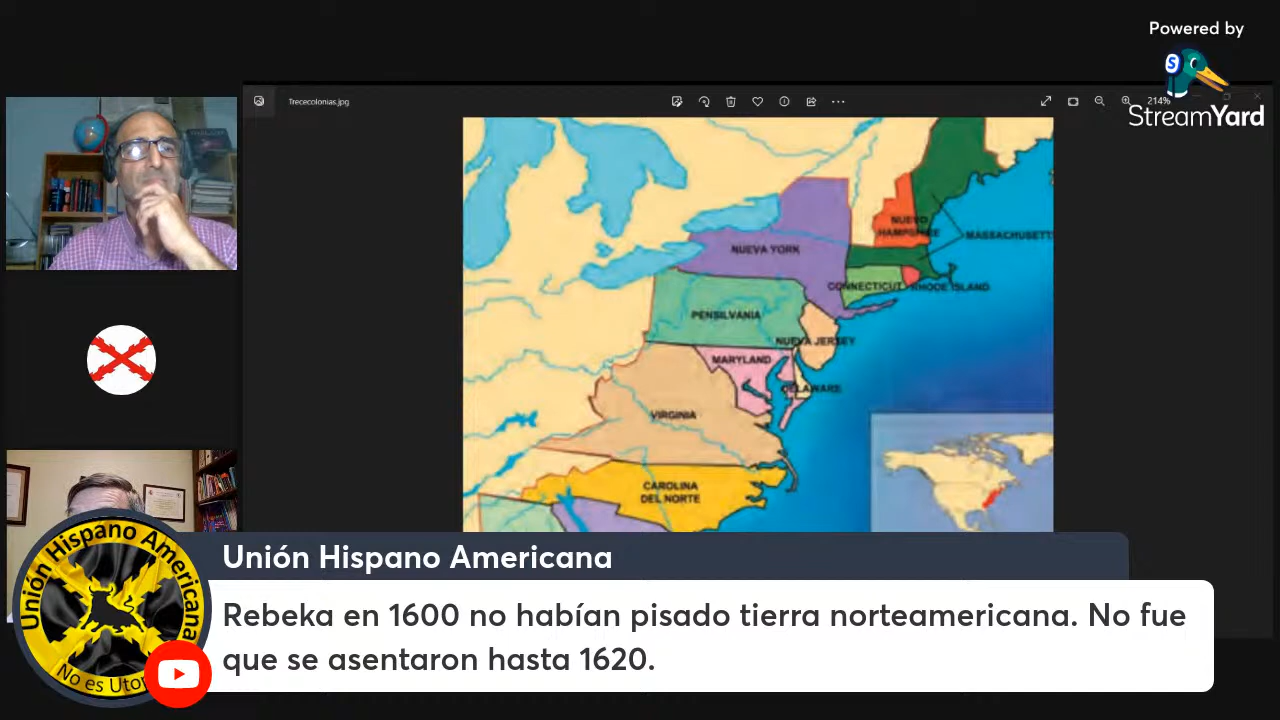 Powered by
StreamYard
Trececolonias.jpg
214%
NUEVO
HAMPSHIRE
MASSACHUSETT
NUEVA YORK
CONNECTICUT
RHODE ISLAND
PENSILVANIA
NUEVA JERSEY
MARYLAND
DELAWARE
VIRGINIA
CAROLINA
DEL NORTE
Unión Hispano Americana
No es Uto
Unión Hispano Americana
Rebeka en 1600 no habían pisado tierra norteamericana. No fue
que se asentaron hasta 1620.